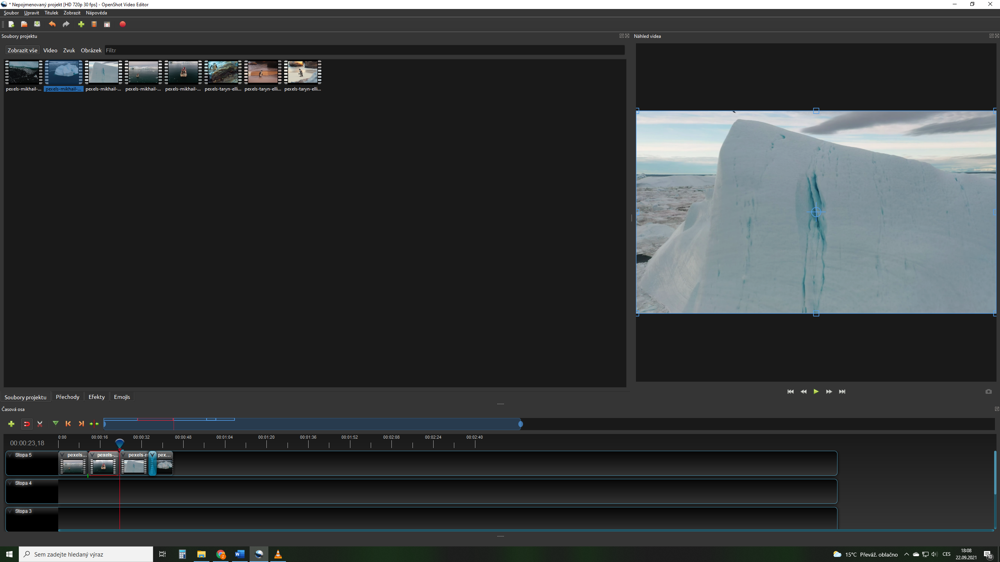 * Nepojmenovaný projekt [HD 720p 30 fps] - OpenShot Video Editor
Soubor Upravit Titulek Zobrazit Nápověda
Soubory projektu
Náhled videa
Zobrazit vše Video Zvuk Obrázek Filtr
pexels-mikhail-... pexels-mikhail-... pexels-mikhail-... pexels-mikhail-... pexels-mikhail-... pexels-taryn-elli... pexels-taryn-elli... pexels-taryn-elli...
Soubory projektu Přechody Efekty Emojis
Časová osa
0:00 00:00:16 00:00:32 00:00:48 00:01:04 00:01:20 00:01:36 00:01:52 00:02:08 00:02:24 00:02:40
00:00:23,18
Stopa 5 pexels... pexels-... pexels-m pex...
Stopa 4
Stopa 3
Sem zadejte hledaný výraz
15°C Převáž. oblačno
CES
18:08
22.09.2021
10